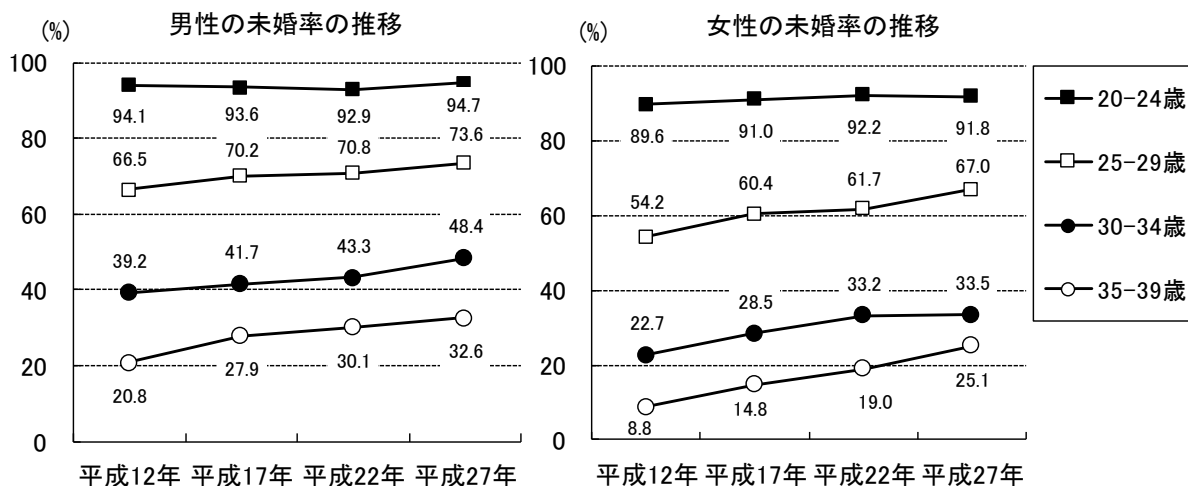 男性の未婚率の推移
(%)
100
80
60
40
20
0
94.1 93.6 92.9 94.7
66.5 70.2 70.8 73.6
39.2 41.7 43.3 48.4
20.8 27.9 30.1 32.6
平成12年 平成17年 平成22年 平成27年
女性の未婚率の推移
(%)
100
80
60
40
20
0
89.6 91.0 92.2 91.8
54.2 60.4 61.7 67.0
22.7 28.5 33.2 33.5
8.8 14.8 19.0 25.1
平成12年 平成17年 平成22年 平成27年
20-24歳
25-29歳
30-34歳
35-39歳